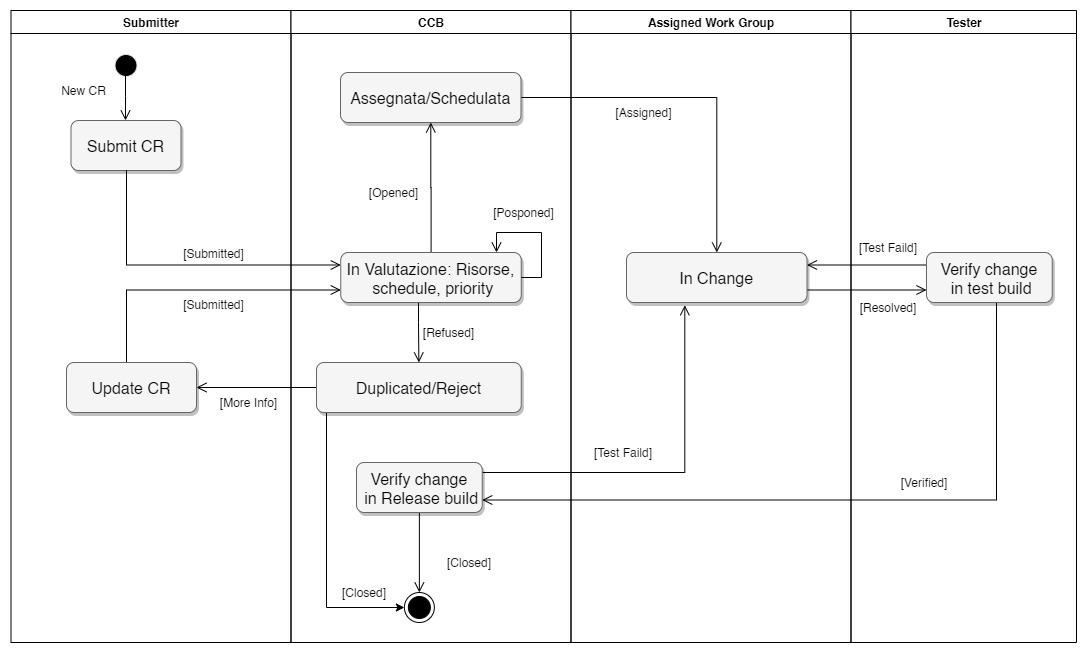 Submitter
CCB
Assigned Work Group
Tester
New CR
Assegnata/Schedulata
[Assigned]
Submit CR
[Opened]
[Posponed]
[Submitted]
In Valutazione: Risorse,
schedule, priority
In Change
[Test Faild]
Verify change
in test build
[Submitted]
[Resolved]
[Refused]
Update CR
[More Info]
Duplicated/Reject
[Test Faild]
Verify change
in Release build
[Verified]
[Closed]
[Closed]